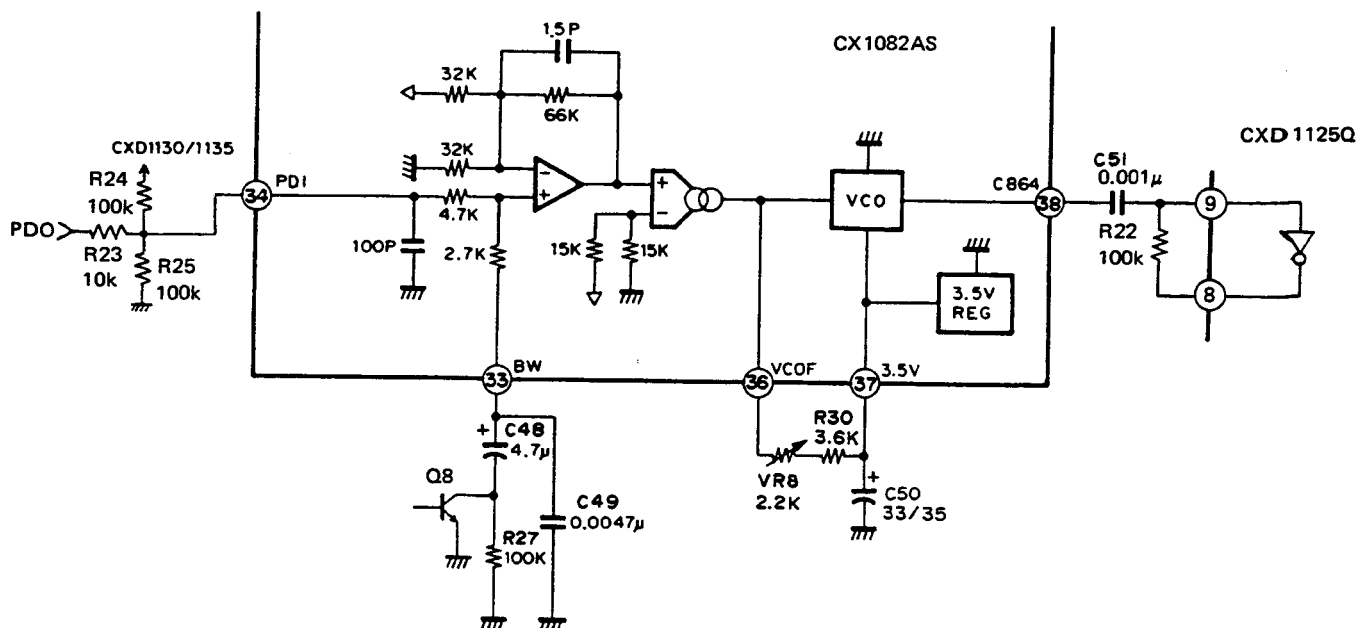 1.5P
CX1082AS
32K
66K
CXD1130/1135
CXD 1125Q
R24
100k
32K
34
PDI
PDO
R23
10k
R25
100k
4.7K
100P
2.7K
15K
15K
VCO
C864
38
C51
0.001μ
R22
100k
9
8
3.5V
REG
33
BW
36
VCOF
37
3.5V
C48
4.7μ
Q8
R27
100K
C49
0.0047μ
R30
3.6K
VR8
2.2K
C50
33/35